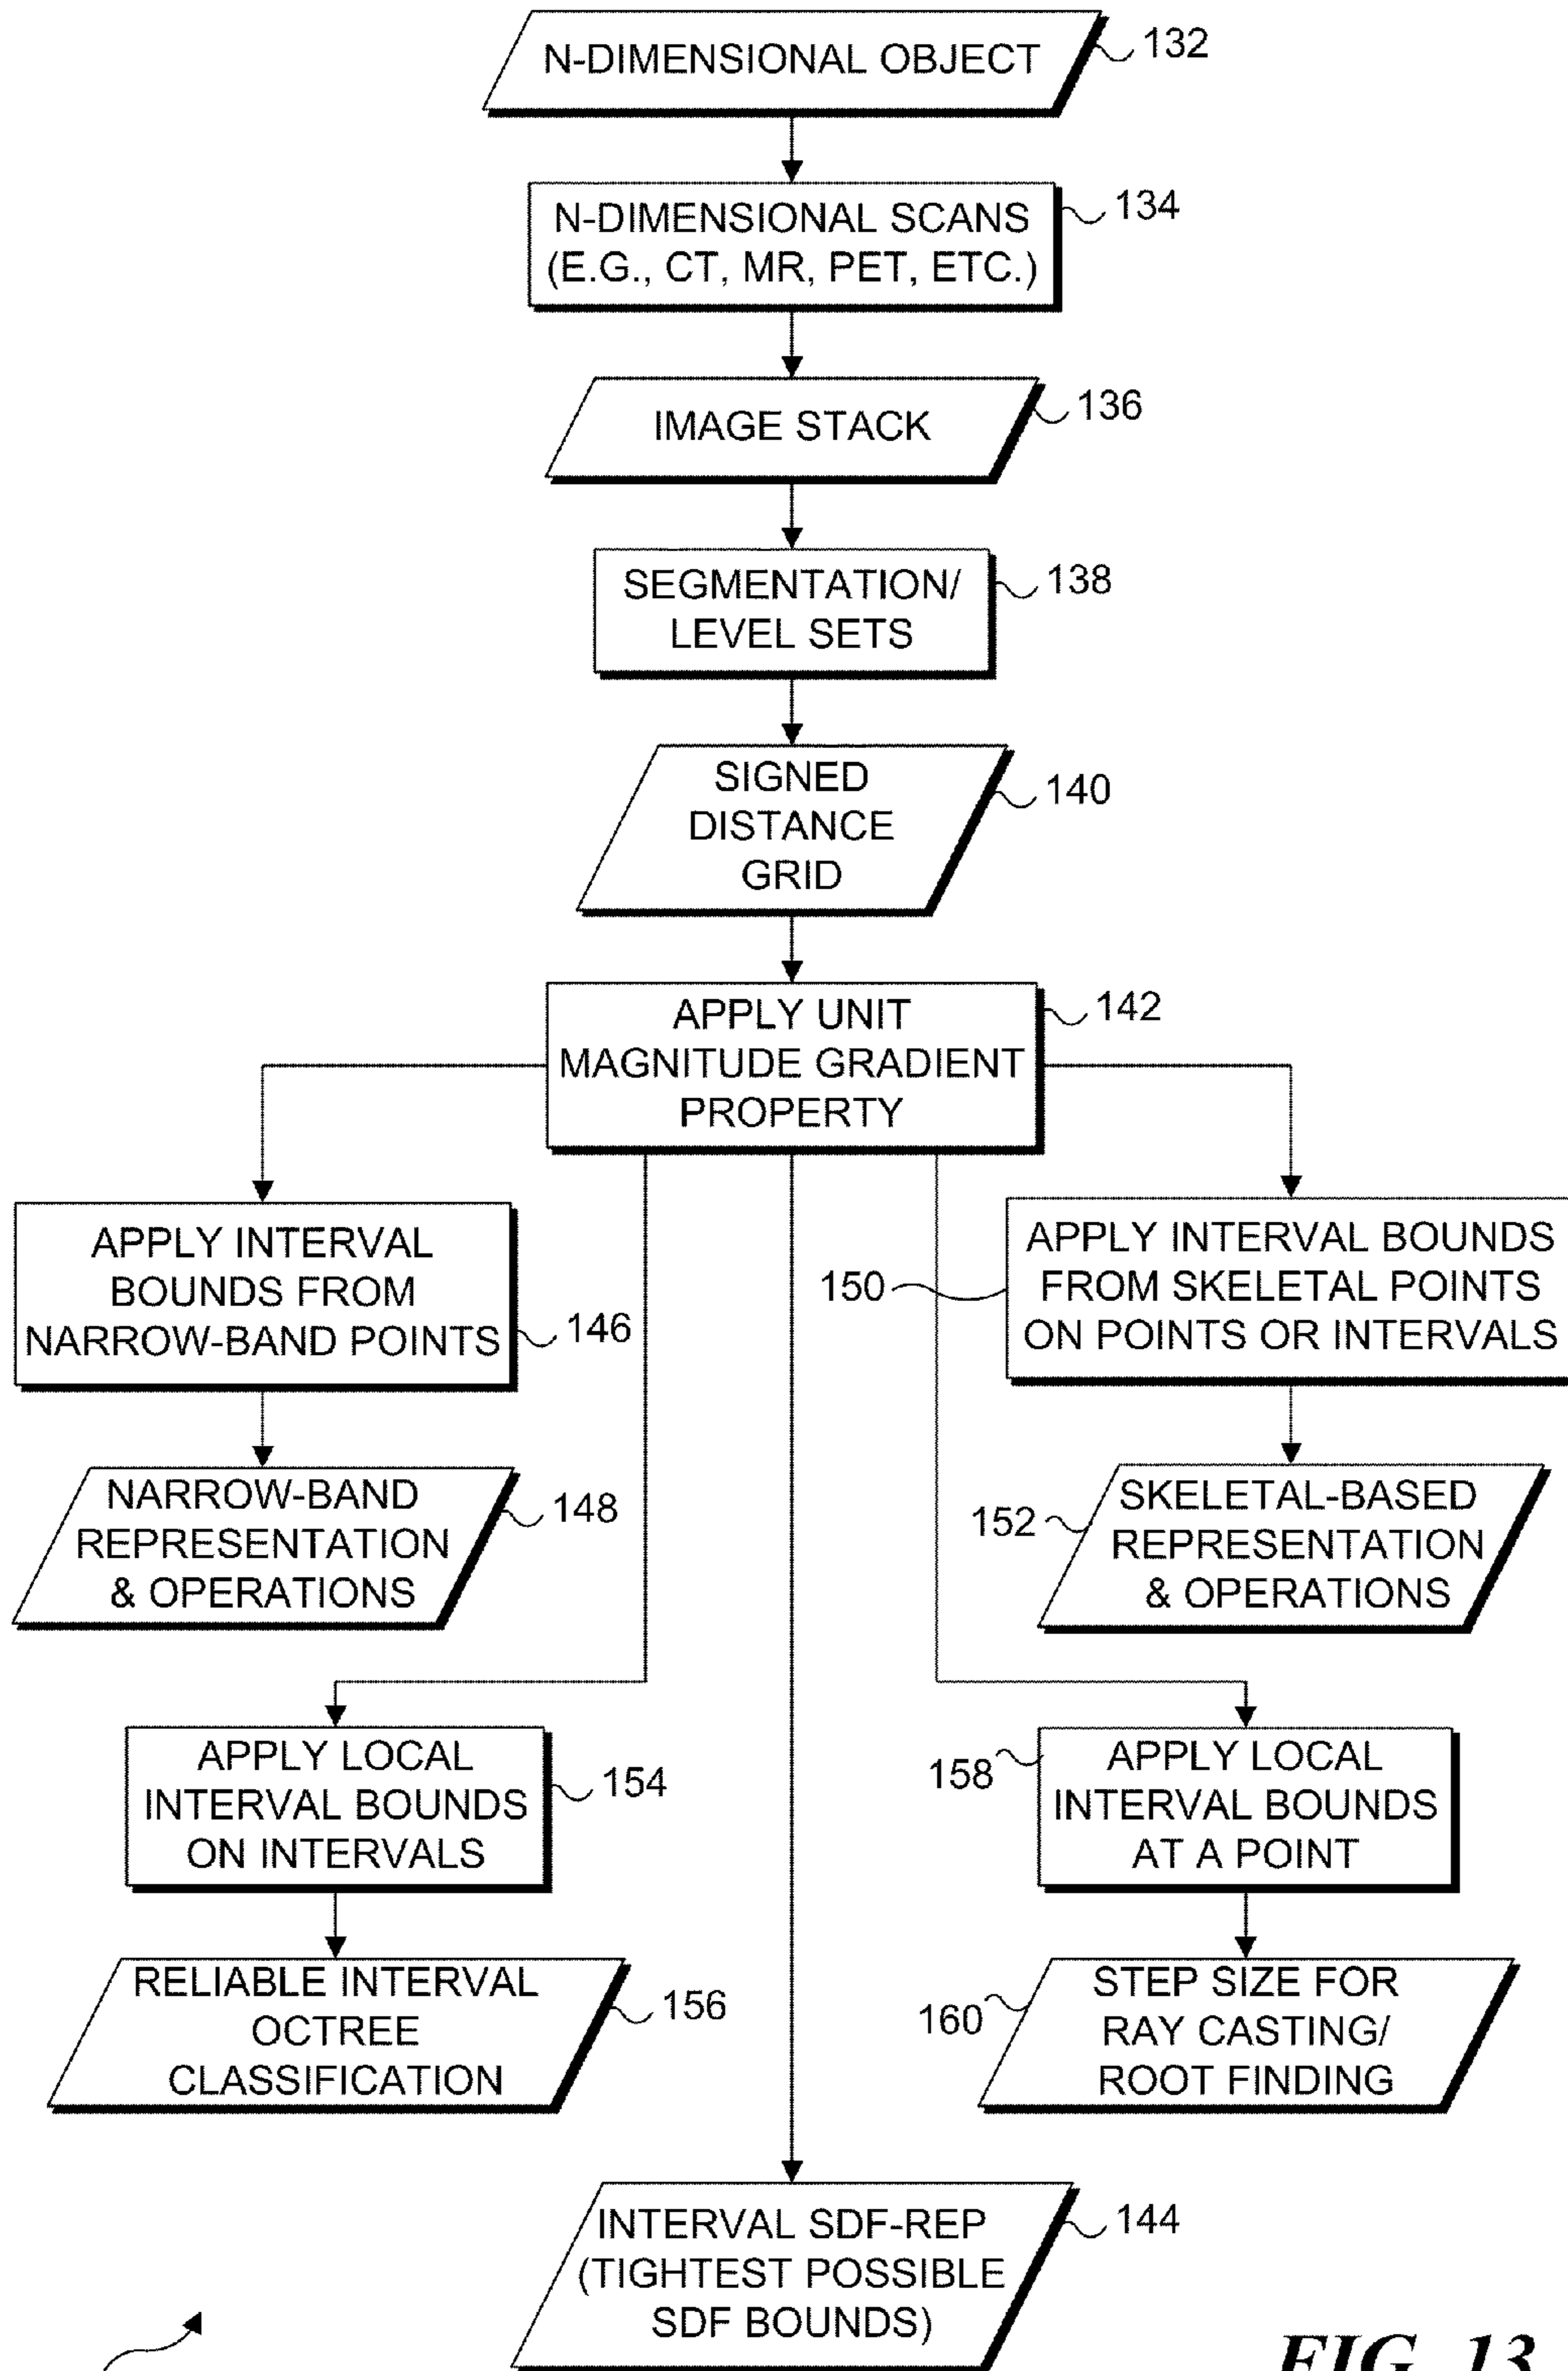 N-DIMENSIONAL OBJECT
132
N-DIMENSIONAL SCANS
(E.G., CT, MR, PET, ETC.)
134
IMAGE STACK
136
SEGMENTATION/
LEVEL SETS
138
SIGNED
DISTANCE
GRID
140
APPLY UNIT
MAGNITUDE GRADIENT
PROPERTY
142
APPLY INTERVAL
BOUNDS FROM
NARROW-BAND POINTS
146
150
APPLY INTERVAL BOUNDS
FROM SKELETAL POINTS
ON POINTS OR INTERVALS
NARROW-BAND
REPRESENTATION
& OPERATIONS
148
152
SKELETAL-BASED
REPRESENTATION
& OPERATIONS
APPLY LOCAL
INTERVAL BOUNDS
ON INTERVALS
154
158
APPLY LOCAL
INTERVAL BOUNDS
AT A POINT
RELIABLE INTERVAL
OCTREE
CLASSIFICATION
156
160
STEP SIZE FOR
RAY CASTING/
ROOT FINDING
INTERVAL SDF-REP
(TIGHTEST POSSIBLE
SDF BOUNDS)
144
FIG. 13